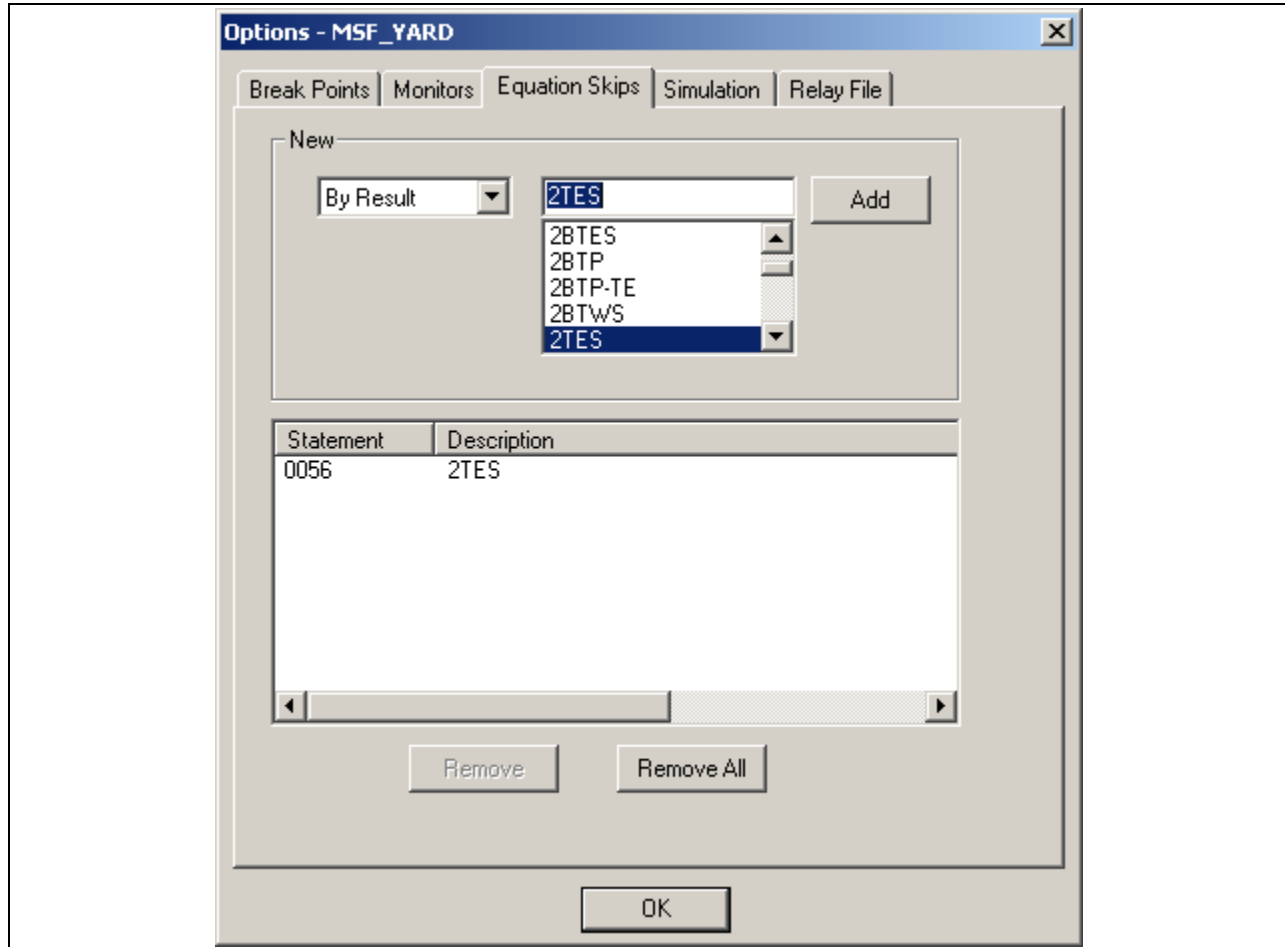 Options - MSF_YARD
Break Points Monitors Equation Skips Simulation Relay File
New
By Result 2TES Add
2BTES
2BTP
2BTP-TE
2BTWS
2TES
Statement Description
0056 2TES
Remove Remove All
OK